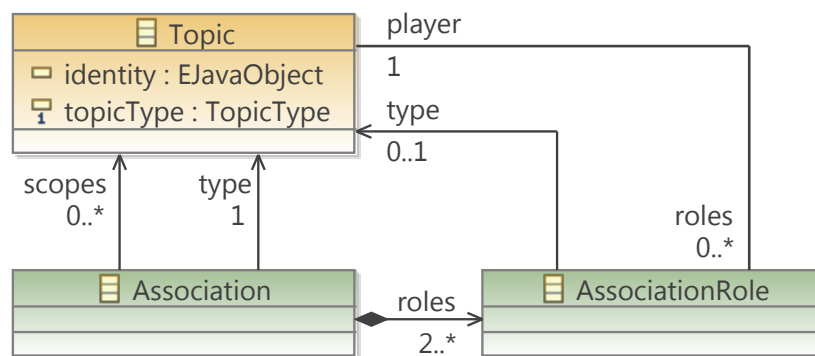 Topic
identity : EJavaObject
1 topicType : TopicType
player
1
type
0..1
scopes
0..*
type
1
roles
0..*
Association
roles
2..*
AssociationRole